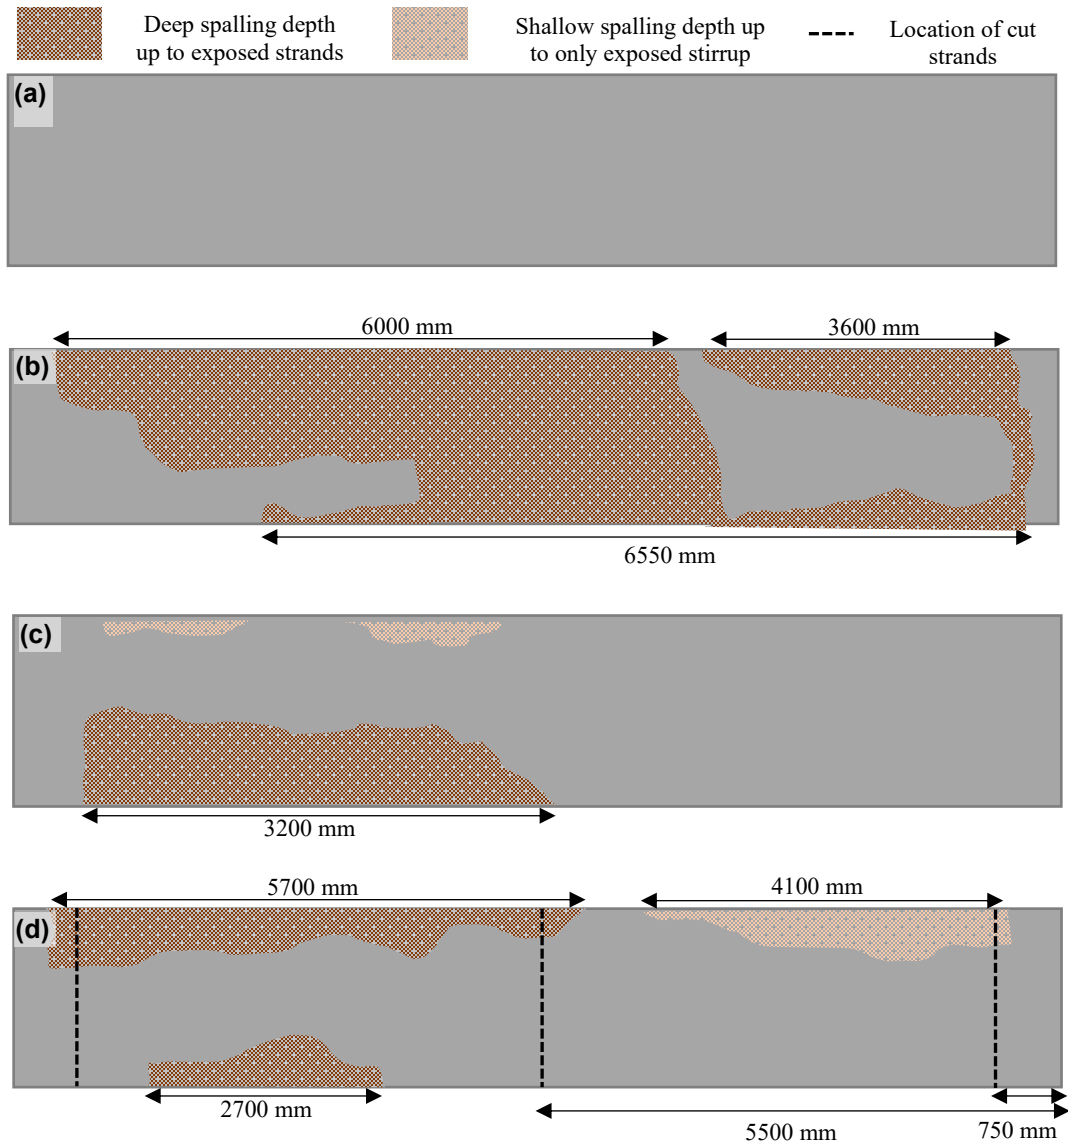 Deep spalling depth
up to exposed strands
Shallow spalling depth up
to only exposed stirrup
Location of cut
strands
(a)
6000 mm
3600 mm
(b)
6550 mm
(c)
3200 mm
5700 mm
4100 mm
(d)
2700 mm
5500 mm
750 mm